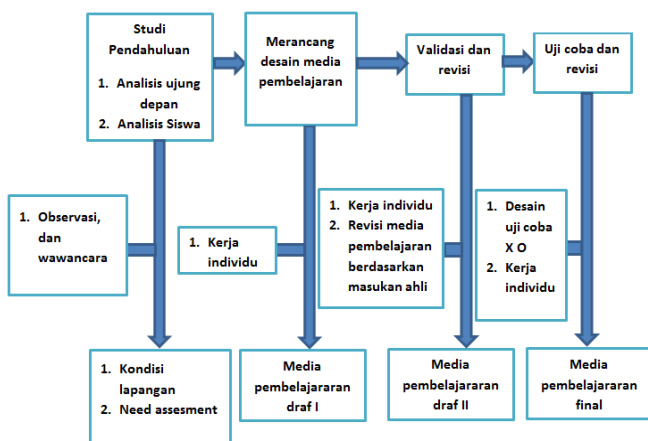 Studi
Pendahuluan
1. Analisis ujung
depan
2. Analisis Siswa
Merancang
desain media
pembelajaran
Validasi dan
revisi
Uji coba dan
revisi
1. Observasi,
dan
wawancara
1. Kerja
individu
1. Kerja individu
2. Revisi media
pembelajaran
berdasarkan
masukan ahli
1. Desain
uji coba
X O
2. Kerja
individu
1. Kondisi
lapangan
2. Need assesment
Media
pembelajararan
draf I
Media
pembelajararan
draf II
Media
pembelajararan
final